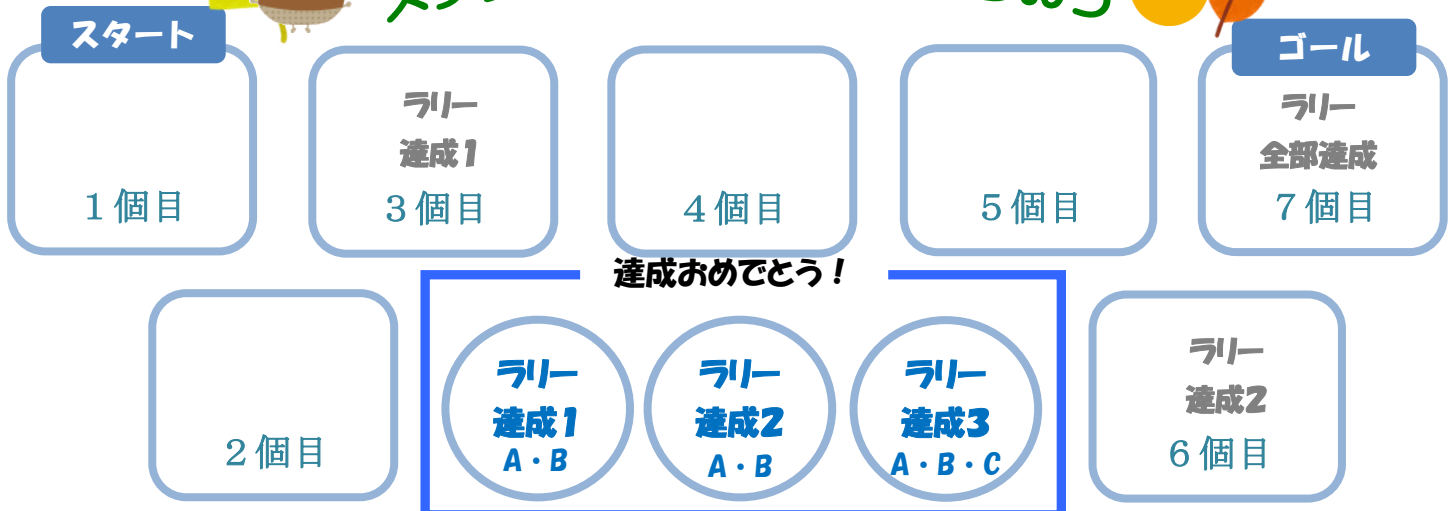 スタート
ゴール
ラリー
達成1
ラリー
全部達成
1個目
3個目
4個目
5個目
7個目
達成おめでとう！
ラリー
達成1
A・B
ラリー
達成2
A・B
ラリー
達成3
A・B・C
ラリー
達成2
2個目
6個目